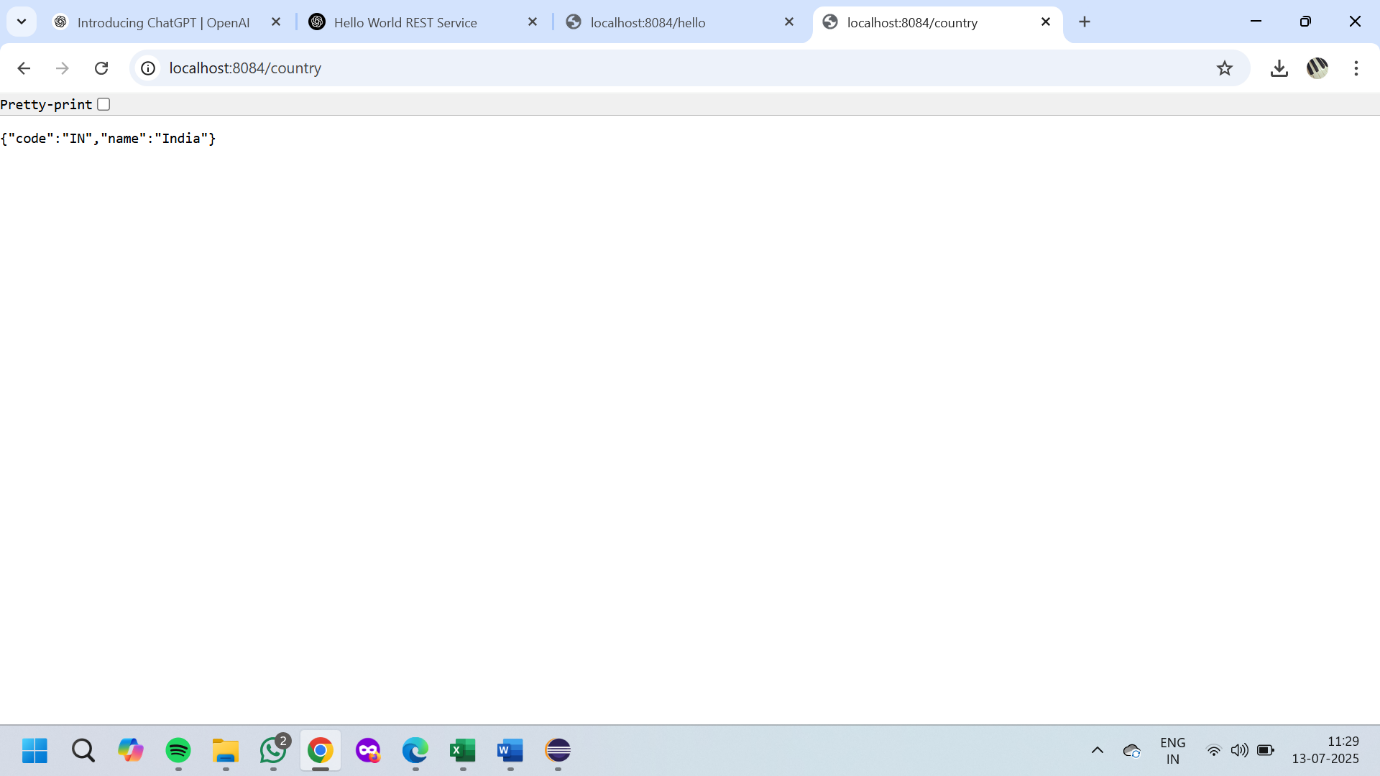 Introducing ChatGPT | OpenAI
Hello World REST Service
localhost:8084/hello
localhost:8084/country
localhost:8084/country
Pretty-print
{"code":"IN","name":"India"}
2
ENG
IN
11:29
13-07-2025